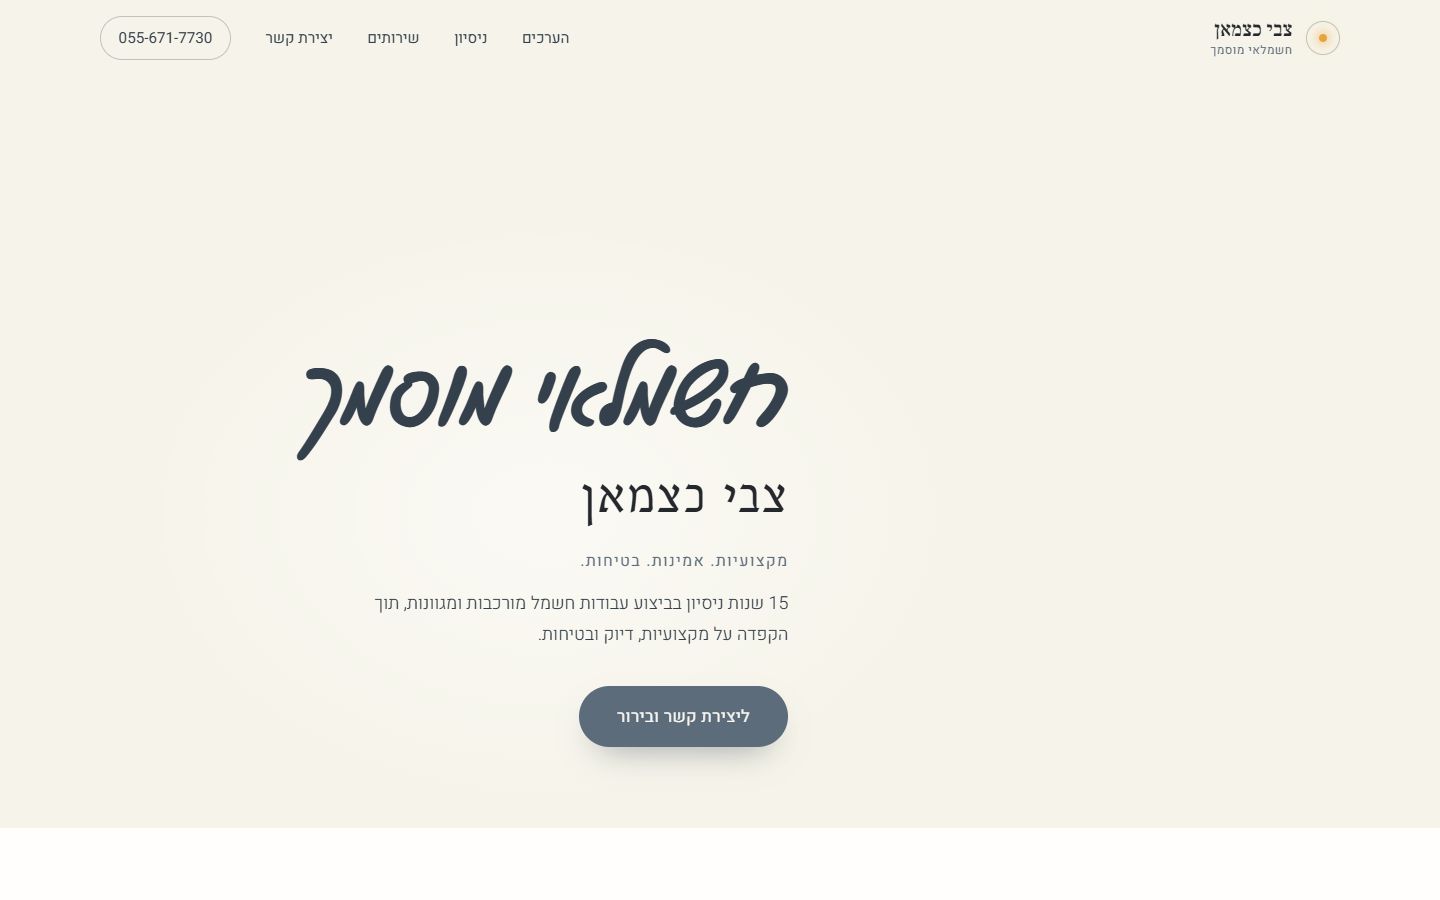 צבי כצמאן
חשמלאי מוסמך
הערכים
ניסיון
שירותים
יצירת קשר
055-671-7730
חשמלאי מוסמך
צבי כצמאן
מקצועיות. אמינות. בטיחות.
15 שנות ניסיון בביצוע עבודות חשמל מורכבות ומגוונות, תוך
הקפדה על מקצועיות, דיוק ובטיחות.
ליצירת קשר ובירור